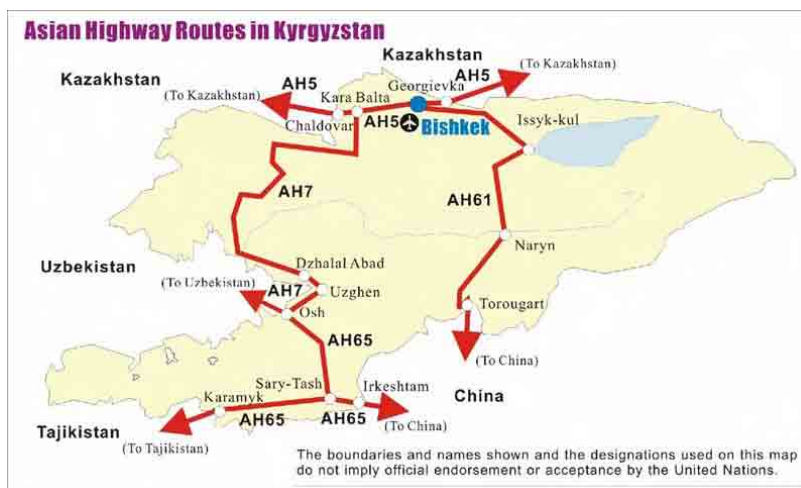 Asian Highway Routes in Kyrgyzstan
Kazakhstan
(To Kazakhstan)
Kazakhstan
AH5
Georgievka
AH5
(To Kazakhstan)
Kara Balta
Chaldovar
AH5
Bishkek
Issyk-kul
AH7
AH61
Naryn
Uzbekistan
Dzhalal Abad
(To Uzbekistan)
AH7
Uzghen
Osh
Torougart
AH65
(To China)
Sary-Tash
Irkeshtam
China
Karamyk
AH65
AH65
(To China)
Tajikistan
(To Tajikistan)
The boundaries and names shown and the designations used on this map
do not imply official endorsement or acceptance by the United Nations.